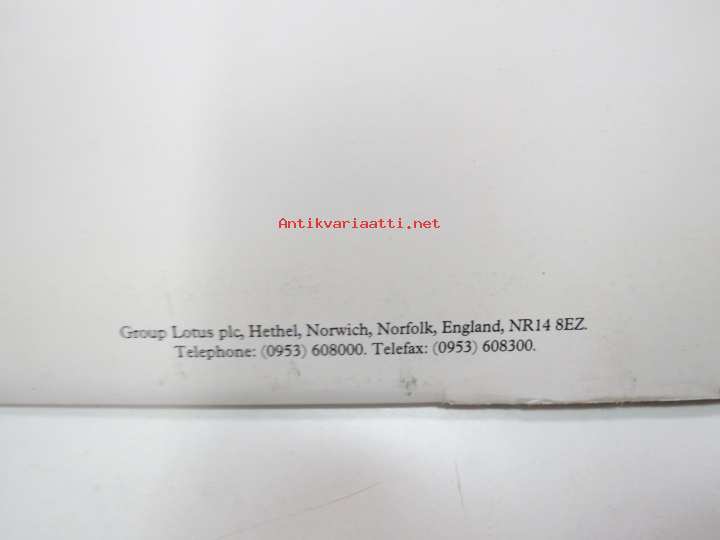 Antikvariaatti.net
Group Lotus plc, Hethel, Norwich, Norfolk, England, NR14 8EZ.
Telephone: (0953) 608000. Telefax: (0953) 608300.